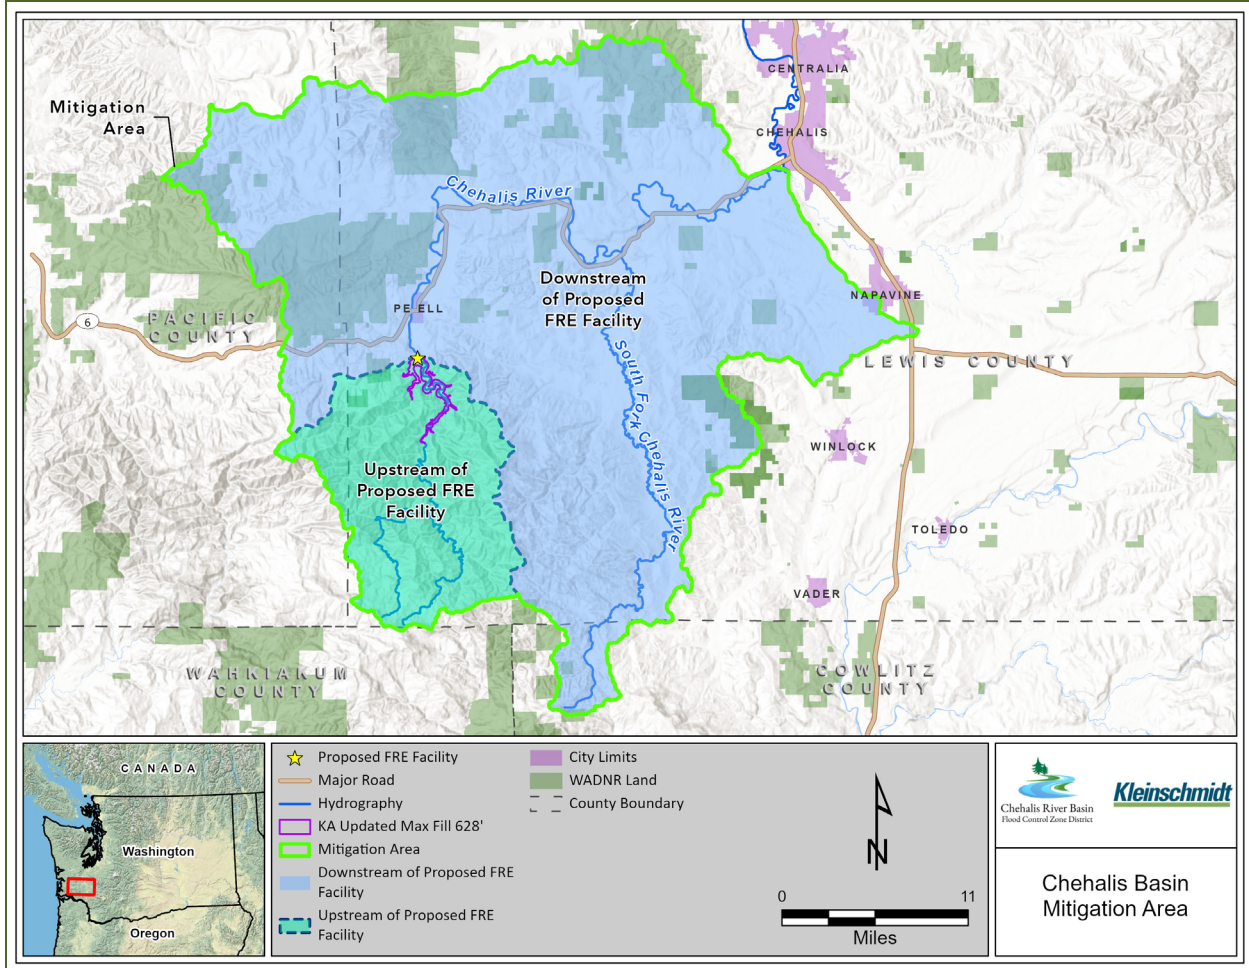 CENTRALIA
Mitigation
Area
CHEHALIS
Chehalis River
Downstream
of Proposed
FRE Facility
NAPAVINE
PE ELL
PACIFIC
COUNTY
6
LEWIS COUNTY
South Fork Chehalis River
WINLOCK
Upstream of
Proposed FRE
Facility
TOLEDO
VADER
WAHKIAKUM
COUNTY
COWLITZ
COUNTY
CANADA
Washington
Oregon
Proposed FRE Facility
Major Road
Hydrography
KA Updated Max Fill 628'
Mitigation Area
Downstream of Proposed FRE
Facility
Upstream of Proposed FRE
Facility
City Limits
WADNR Land
County Boundary
N
0 11
Miles
Chehalis River Basin
Flood Control Zone District
Kleinschmidt
Chehalis Basin
Mitigation Area